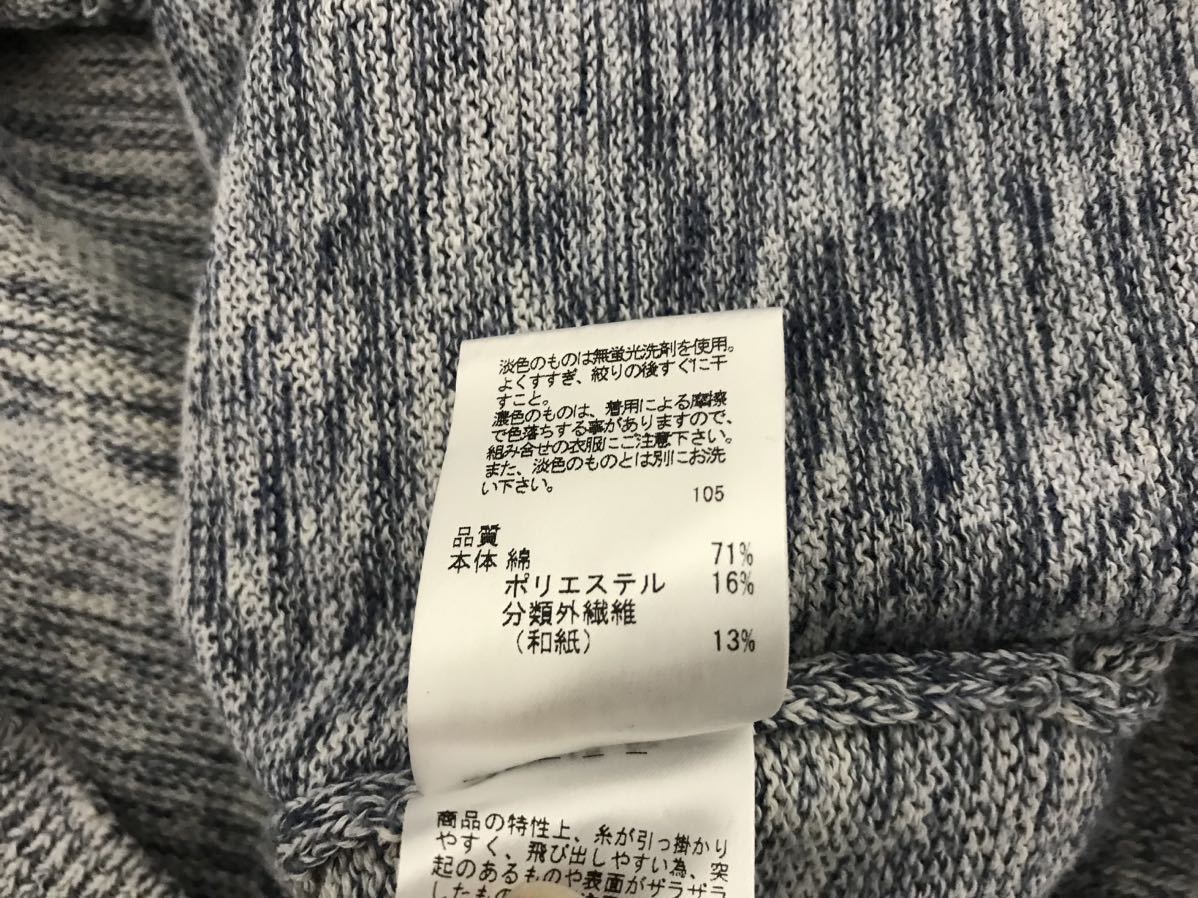 淡色のものは無蛍光洗剤を使用。
よくすすぎ、絞りの後すぐに干
すこと。
濃色のものは、着用による摩擦
で色落ちする事がありますので、
組み合せの衣服にご注意下さい。
また、淡色のものとは別にお洗
い下さい。 105
品質
本体 綿 71%
ポリエステル 16%
分類外繊維
（和紙） 13%
商品の特性上、糸が引っ掛かり
やすく、飛び出しやすい為、突
起のあるものや表面がザラザラ
したもの